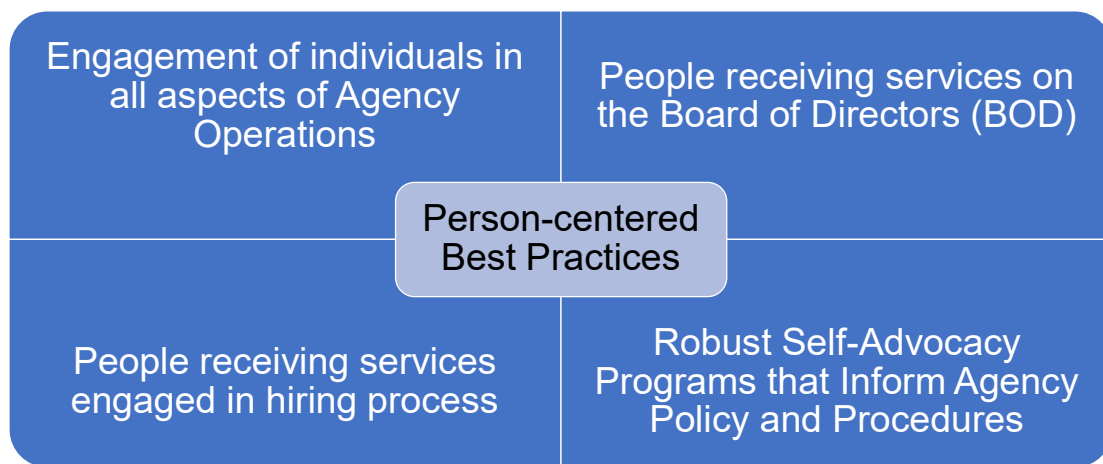 Engagement of individuals in
all aspects of Agency
Operations
People receiving services on
the Board of Directors (BOD)
Person-centered
Best Practices
People receiving services
engaged in hiring process
Robust Self-Advocacy
Programs that Inform Agency
Policy and Procedures